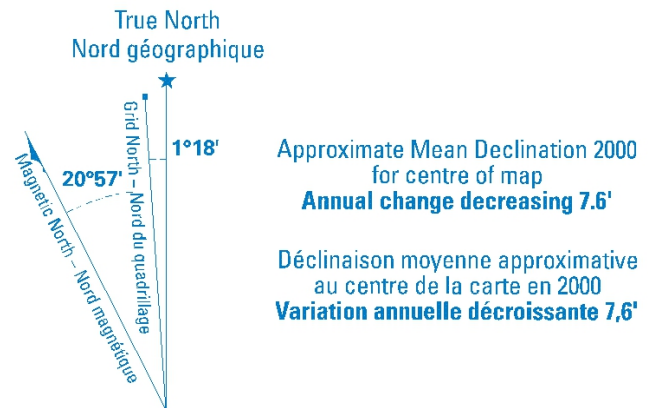 True North
Nord géographique
Grid North – Nord du quadrillage
1°18'
20°57'
Magnetic North – Nord magnétique
Approximate Mean Declination 2000
for centre of map
Annual change decreasing 7.6'
Déclinaison moyenne approximative
au centre de la carte en 2000
Variation annuelle décroissante 7,6'